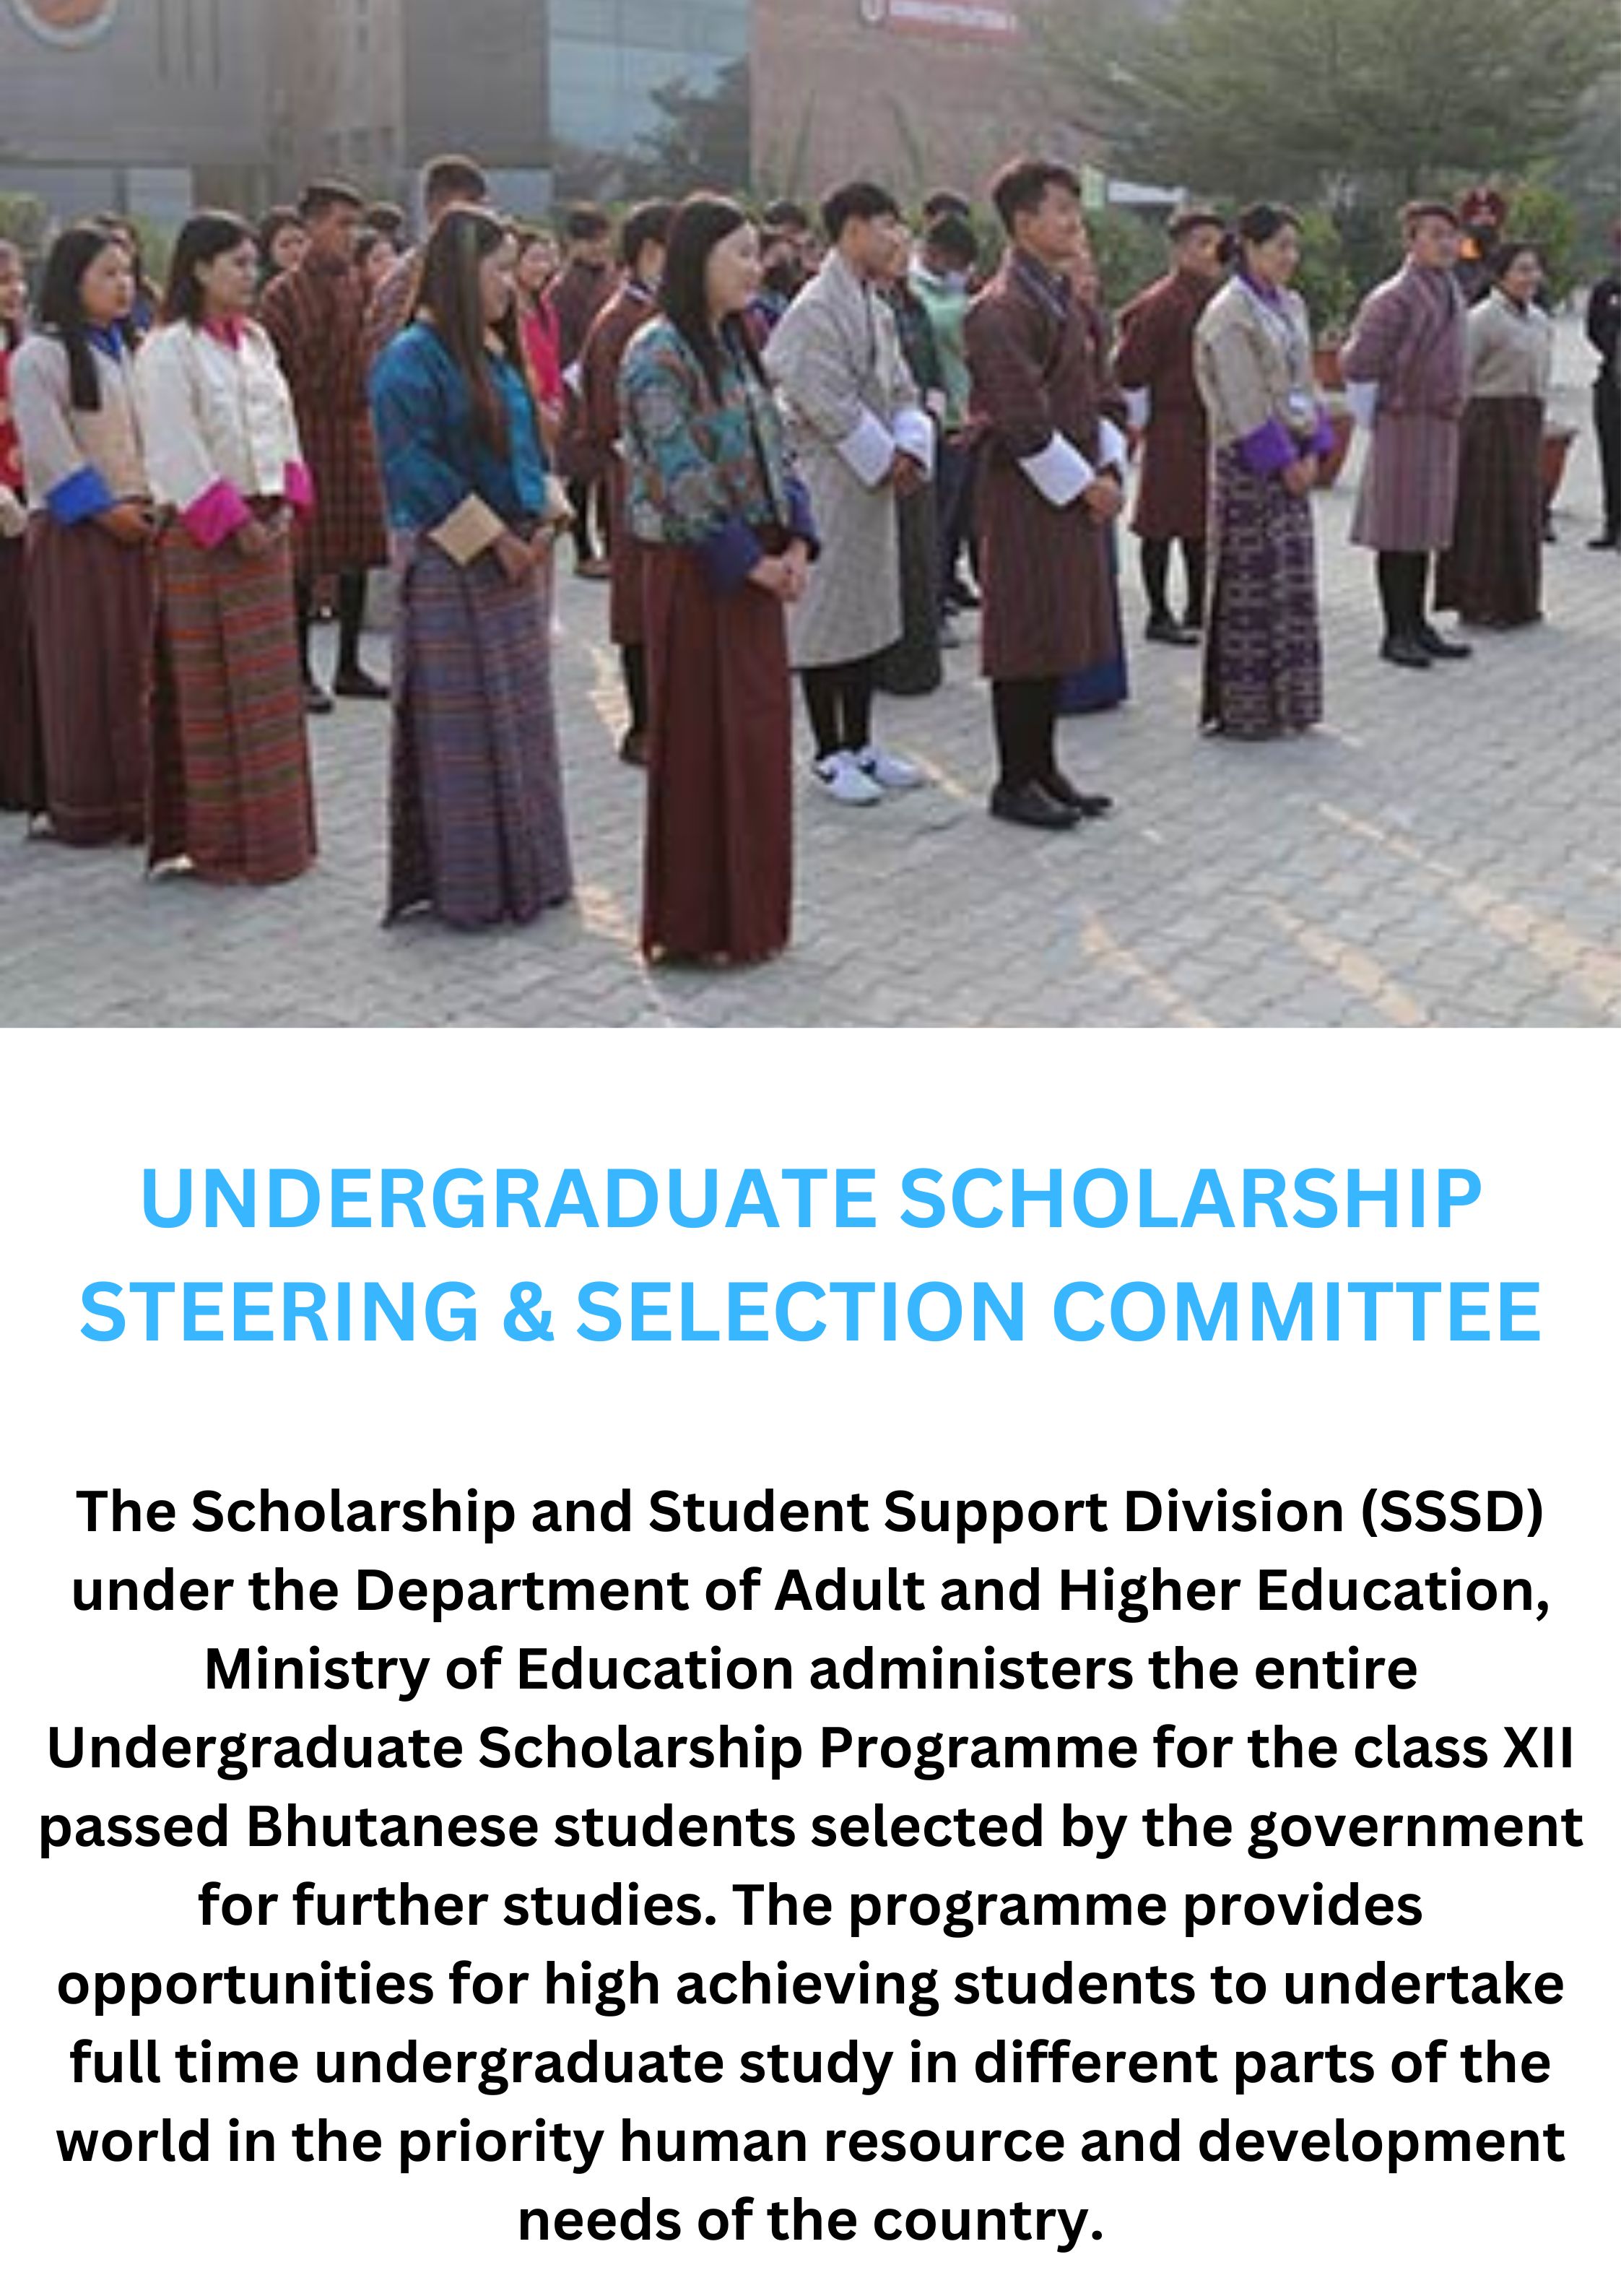 UNDERGRADUATE SCHOLARSHIP
STEERING & SELECTION COMMITTEE
The Scholarship and Student Support Division (SSSD)
under the Department of Adult and Higher Education,
Ministry of Education administers the entire
Undergraduate Scholarship Programme for the class XII
passed Bhutanese students selected by the government
for further studies. The programme provides
opportunities for high achieving students to undertake
full time undergraduate study in different parts of the
world in the priority human resource and development
needs of the country.